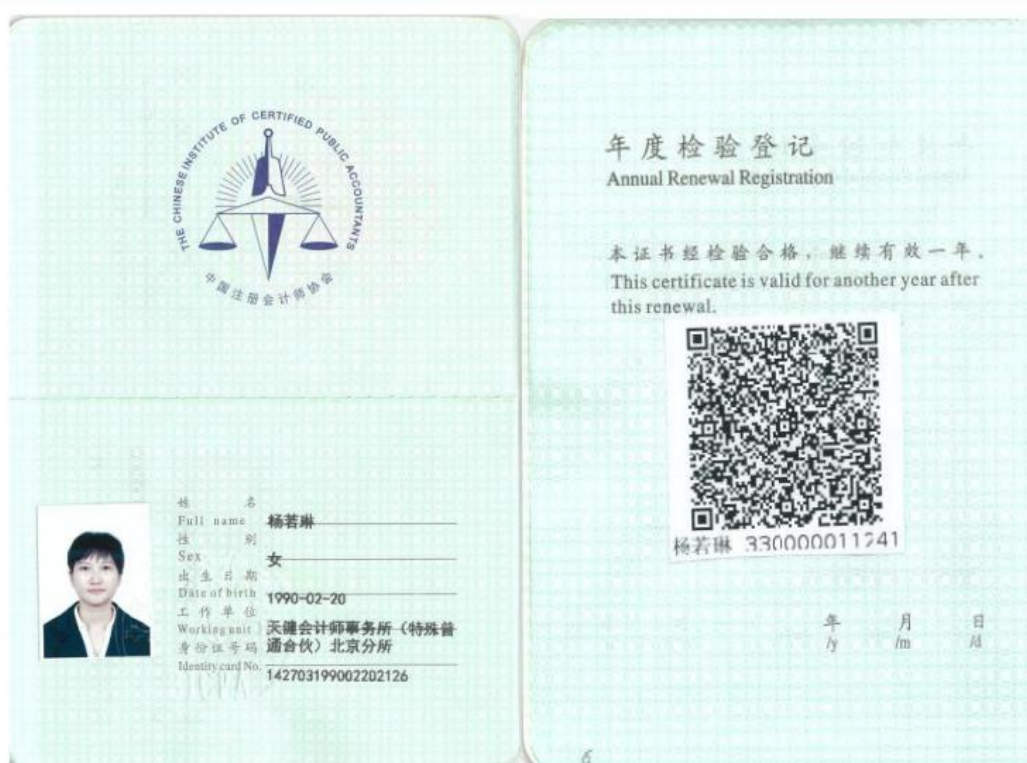 THE CHINESE INSTITUTE OF CERTIFIED PUBLIC ACCOUNTANTS
中国注册会计师协会
姓 名
Full name 杨若琳
性 别
Sex 女
出生日期
Date of birth 1990-02-20
工作单位
Working unit 天健会计师事务所（特殊普
通合伙）北京分所
身份证号码
Identity card No. 142703199002202126
年度检验登记
Annual Renewal Registration
本证书经检验合格，继续有效一年。
This certificate is valid for another year after
this renewal.
杨若琳 330000011241
年 月 日
/y /m /d
6